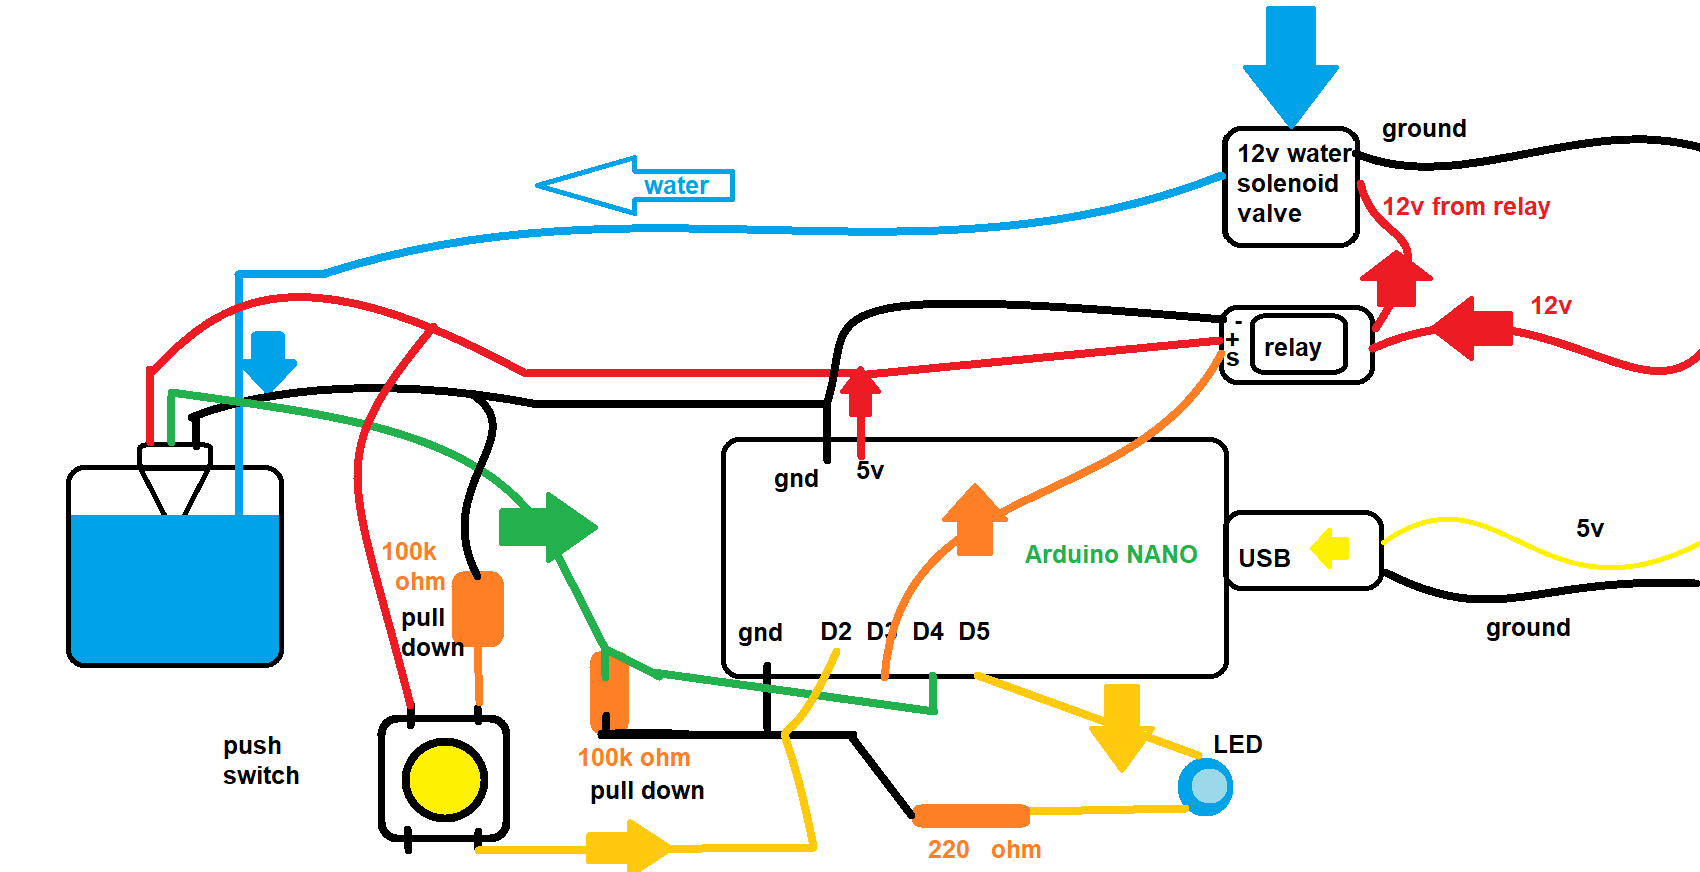 ground
12v water
solenoid
valve
water
12v from relay
12v
-
+
s
relay
gnd
5v
5v
100k
ohm
Arduino NANO
USB
pull
down
gnd
D2
D3
D4
D5
ground
push
switch
LED
100k ohm
pull down
220 ohm